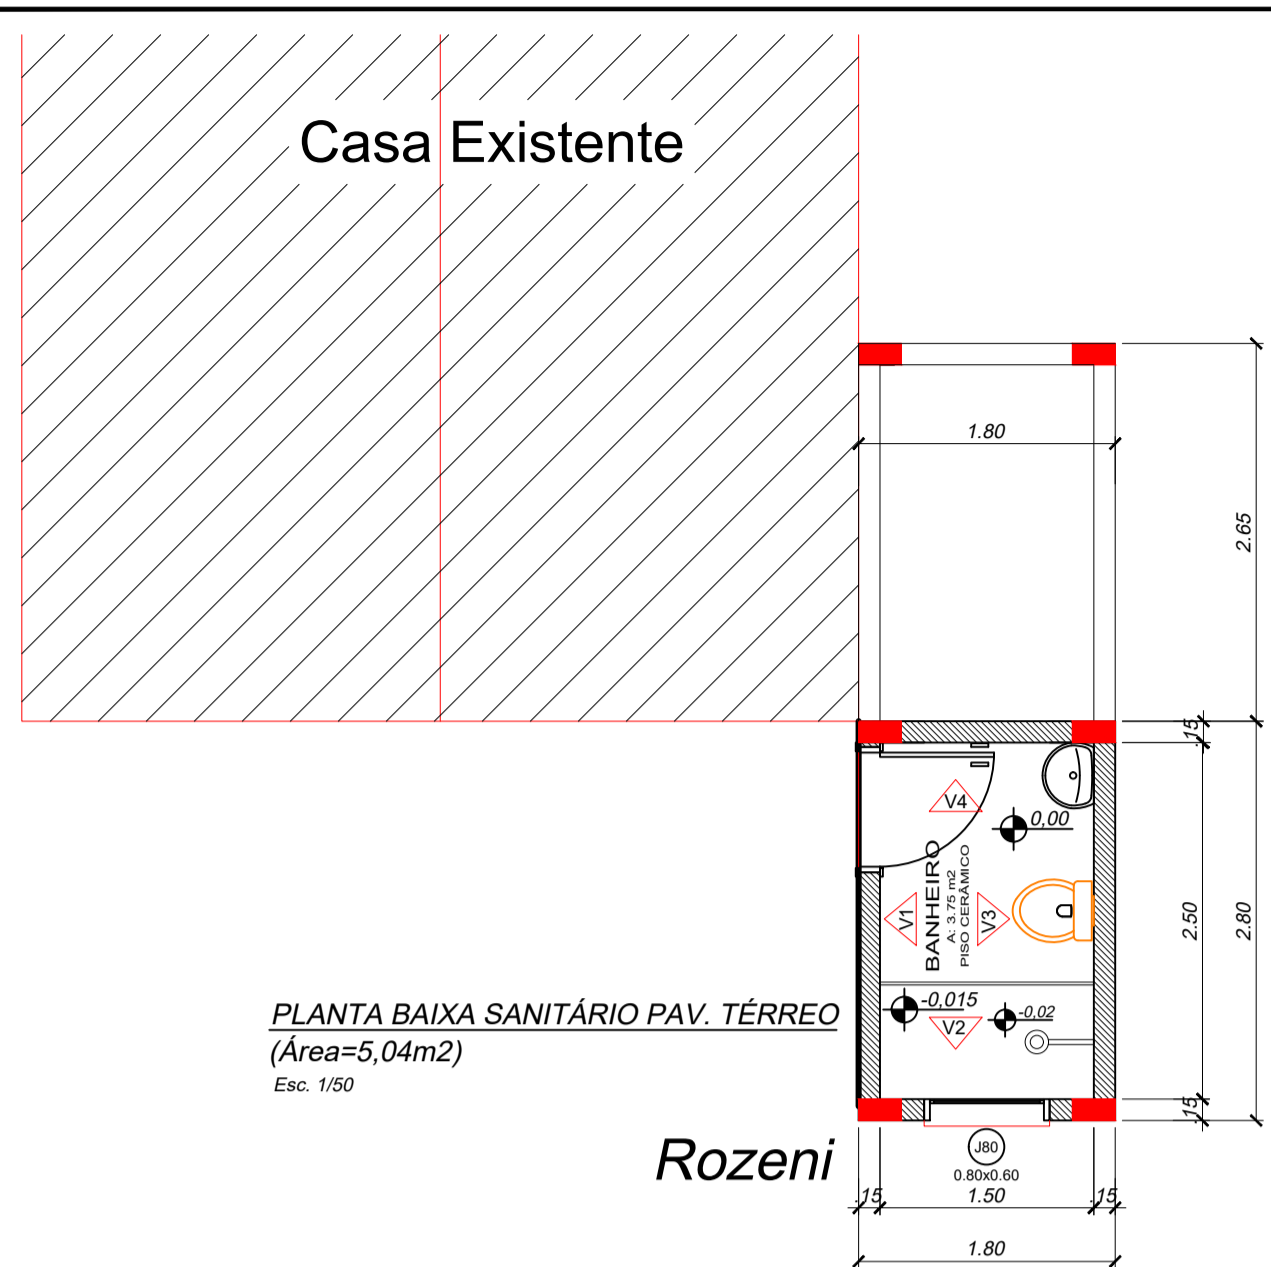 Casa Existente
1.80
2.65
.15
V4
0,00
BANHEIRO
A: 3.75 m2
PISO CERÂMICO
V1
V3
2.50
2.80
-0,015
-0,02
V2
PLANTA BAIXA SANITÁRIO PAV. TÉRREO
(Área=5,04m2)
Esc. 1/50
.15
Rozeni
J80
0.80x0.60
.15
1.50
.15
1.80